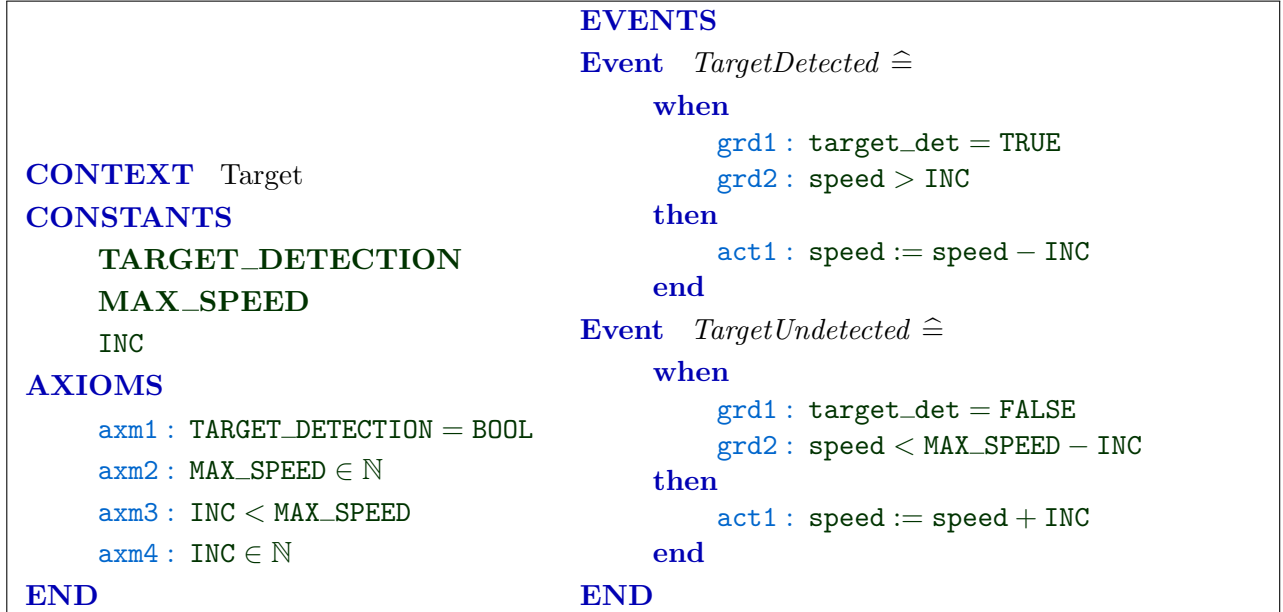 CONTEXT Target
CONSTANTS
TARGET_DETECTION
MAX_SPEED
INC
AXIOMS
axm1 : TARGET_DETECTION = BOOL
axm2 : MAX_SPEED ∈ ℕ
axm3 : INC < MAX_SPEED
axm4 : INC ∈ ℕ
END
EVENTS
Event TargetDetected ≙
when
grd1 : target_det = TRUE
grd2 : speed > INC
then
act1 : speed := speed − INC
end
Event TargetUndetected ≙
when
grd1 : target_det = FALSE
grd2 : speed < MAX_SPEED − INC
then
act1 : speed := speed + INC
end
END